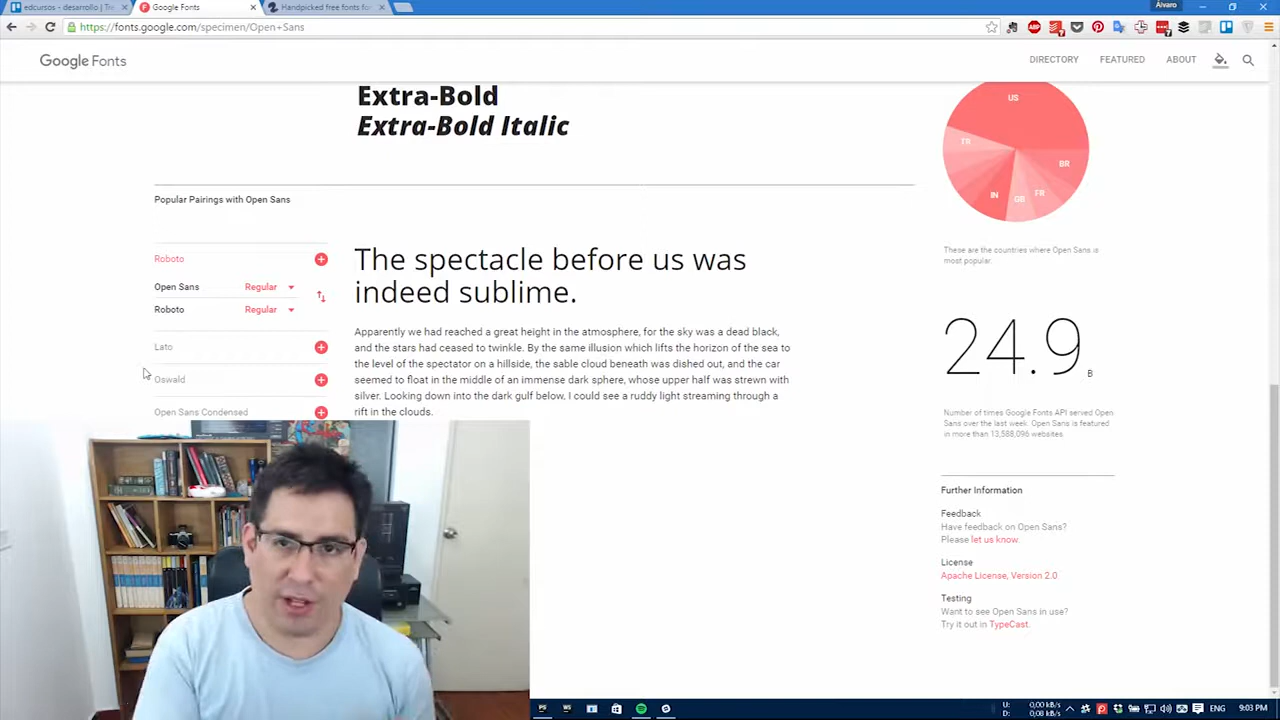 edcursos - desarrollo | Tre
Google Fonts
Handpicked free fonts for
Álvaro
https://fonts.google.com/specimen/Open+Sans
Google Fonts
DIRECTORY
FEATURED
ABOUT
Extra-Bold
Extra-Bold Italic
US
TR
BR
IN
GB
FR
These are the countries where Open Sans is
most popular.
Popular Pairings with Open Sans
Roboto
Open Sans Regular
Roboto Regular
Lato
Oswald
Open Sans Condensed
The spectacle before us was
indeed sublime.
Apparently we had reached a great height in the atmosphere, for the sky was a dead black,
and the stars had ceased to twinkle. By the same illusion which lifts the horizon of the sea to
the level of the spectator on a hillside, the sable cloud beneath was dished out, and the car
seemed to float in the middle of an immense dark sphere, whose upper half was strewn with
silver. Looking down into the dark gulf below, I could see a ruddy light streaming through a
rift in the clouds.
24.9
B
Number of times Google Fonts API served Open
Sans over the last week. Open Sans is featured
in more than 13,588,096 websites.
Further Information
Feedback
Have feedback on Open Sans?
Please let us know.
License
Apache License, Version 2.0.
Testing
Want to see Open Sans in use?
Try it out in TypeCast.
U: 0,00 kB/s
D: 0,08 kB/s
ENG
9:03 PM